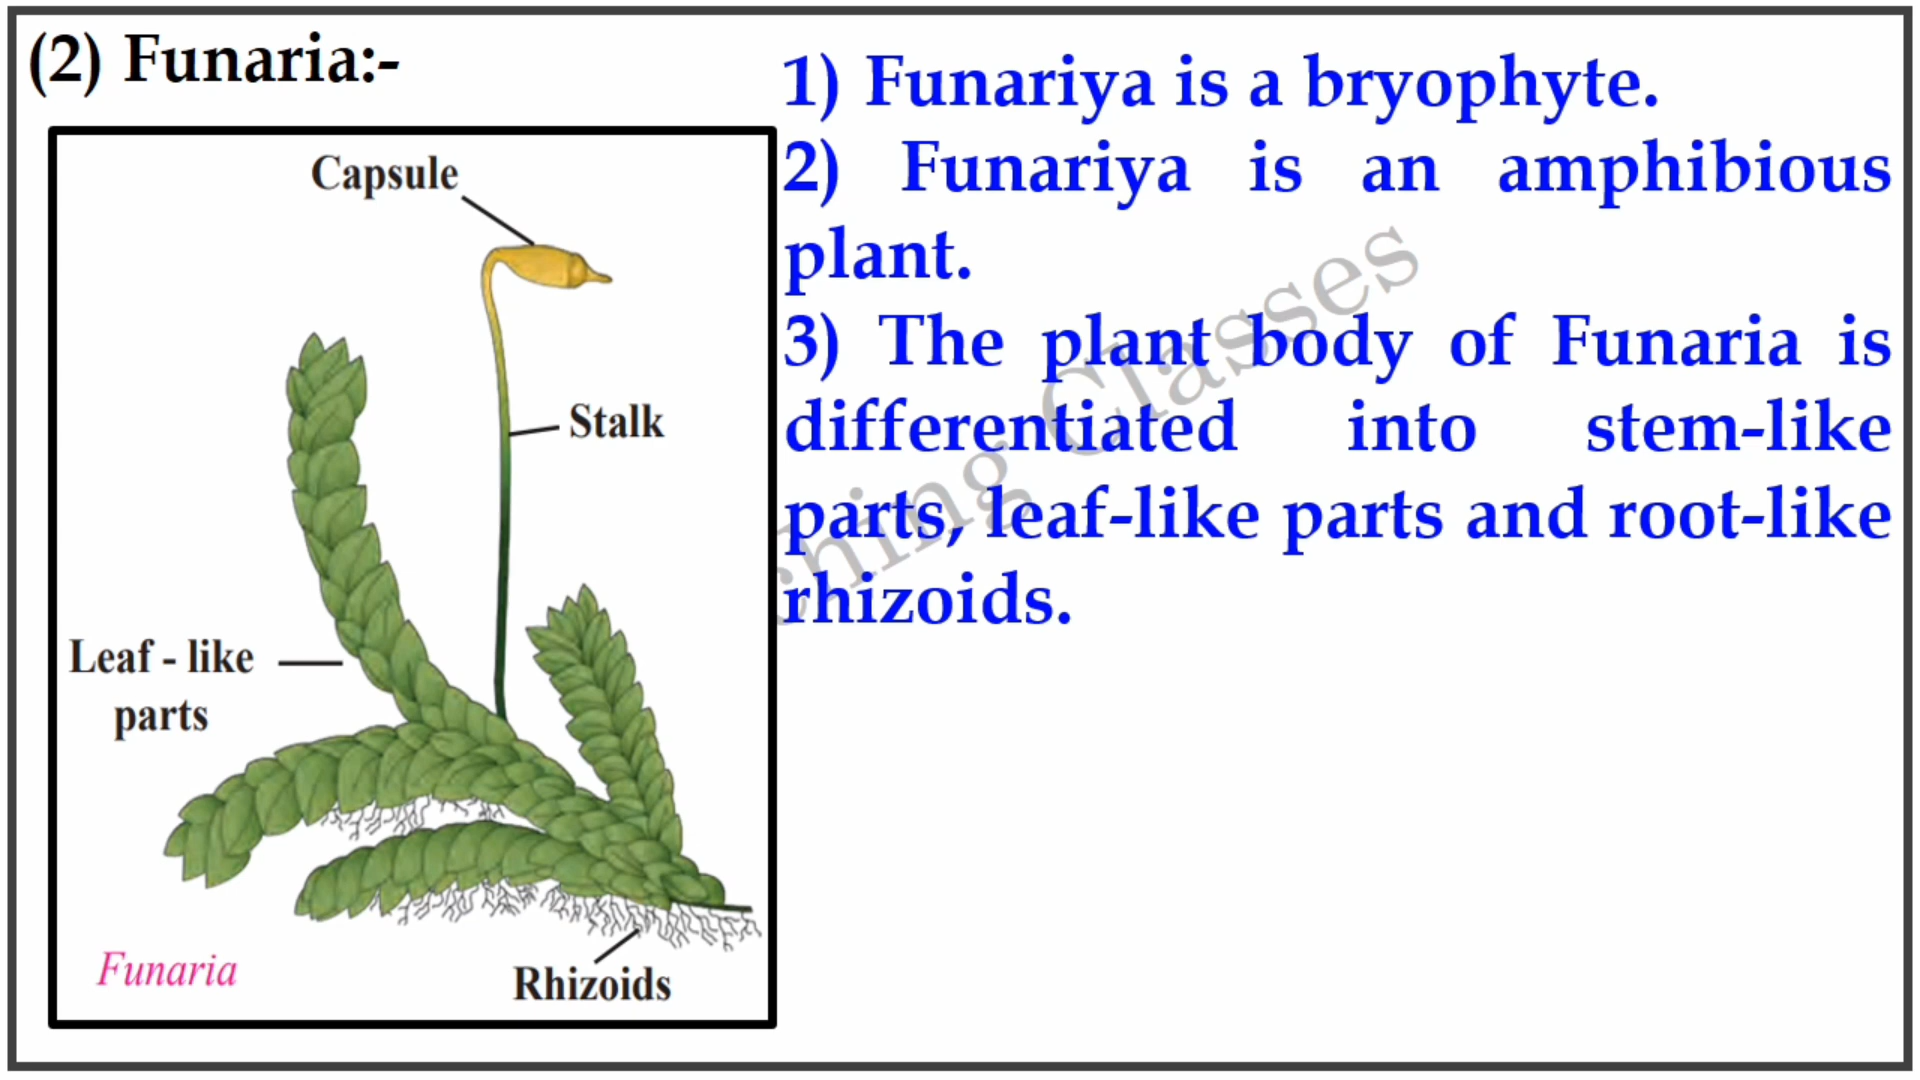 (2) Funaria:-
Capsule
Stalk
Leaf - like
parts
Funaria
Rhizoids
1) Funariya is a bryophyte.
2) Funariya is an amphibious
plant.
3) The plant body of Funaria is
differentiated into stem-like
parts, leaf-like parts and root-like
rhizoids.
Classes